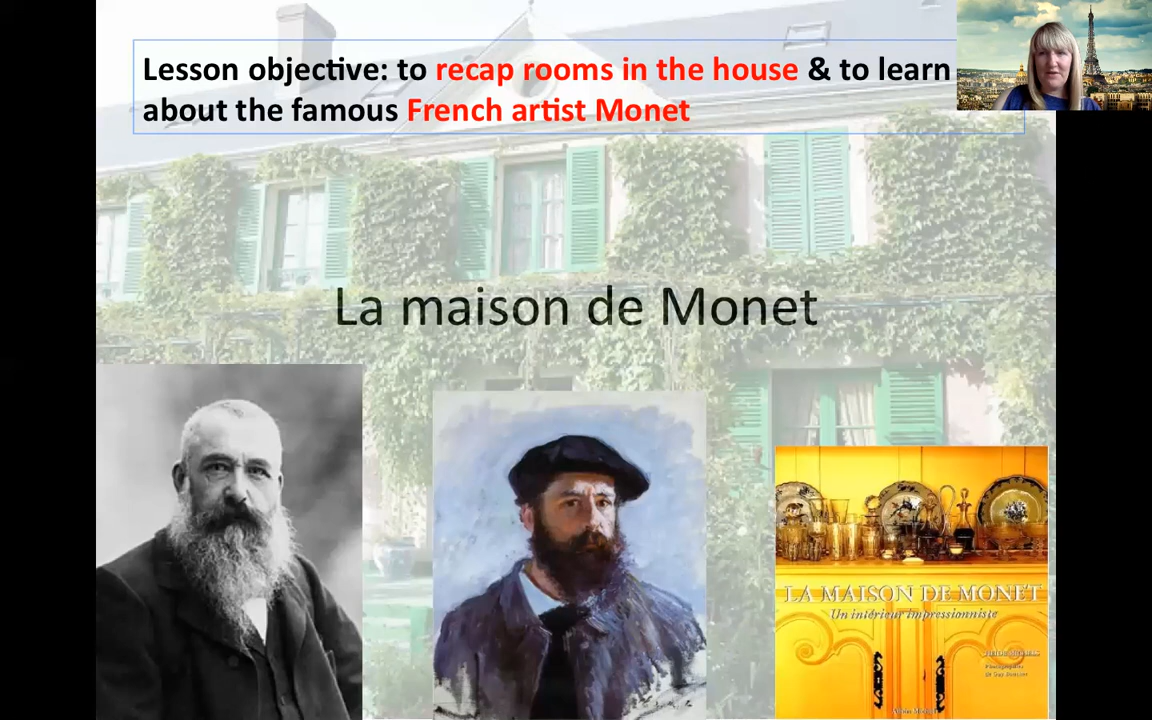 Lesson objective: to recap rooms in the house & to learn
about the famous French artist Monet
La maison de Monet
LA MAISON DE MONET
Un intérieur impressionniste